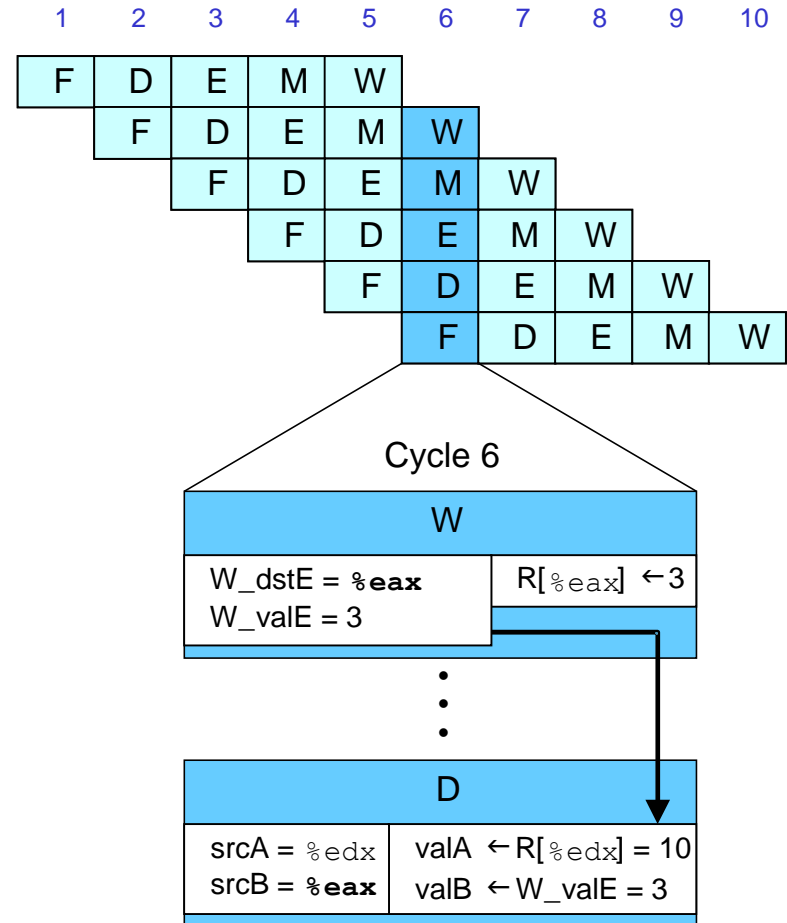 1 2 3 4 5 6 7 8 9 10
F D E M W
F D E M W
F D E M W
F D E M W
F D E M W
F D E M W
Cycle 6
W
W_dstE = %eax
W_valE = 3
R[%eax] ←3
D
srcA = %edx
srcB = %eax
valA ←R[%edx] = 10
valB ←W_valE = 3